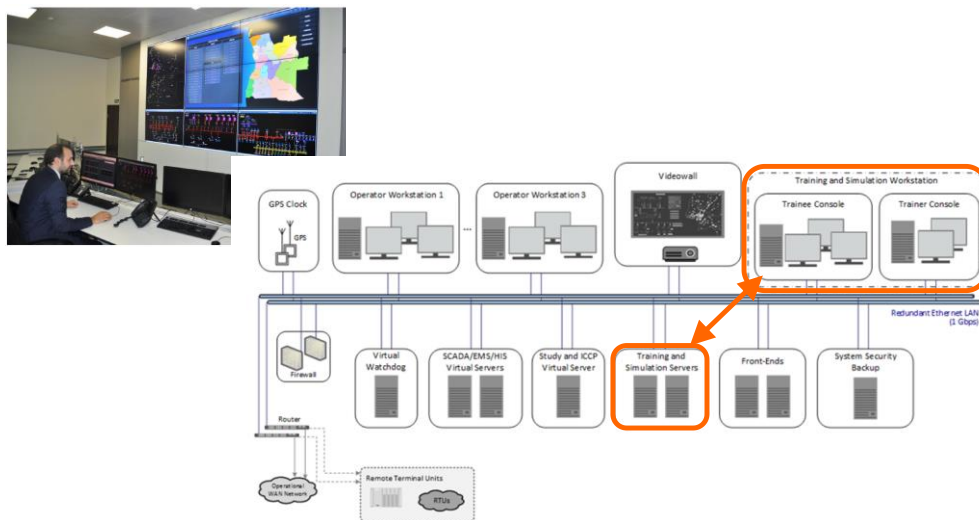 GPS Clock
GPS
Operator Workstation 1
...
Operator Workstation 3
Videowall
Training and Simulation Workstation
Trainee Console
Trainer Console
Redundant Ethernet LAN
(1 Gbps)
Firewall
Virtual
Watchdog
SCADA/EMS/HIS
Virtual Servers
Study and ICCP
Virtual Server
Training and
Simulation Servers
Front-Ends
System Security
Backup
Router
Operational
WAN Network
Remote Terminal Units
RTUs